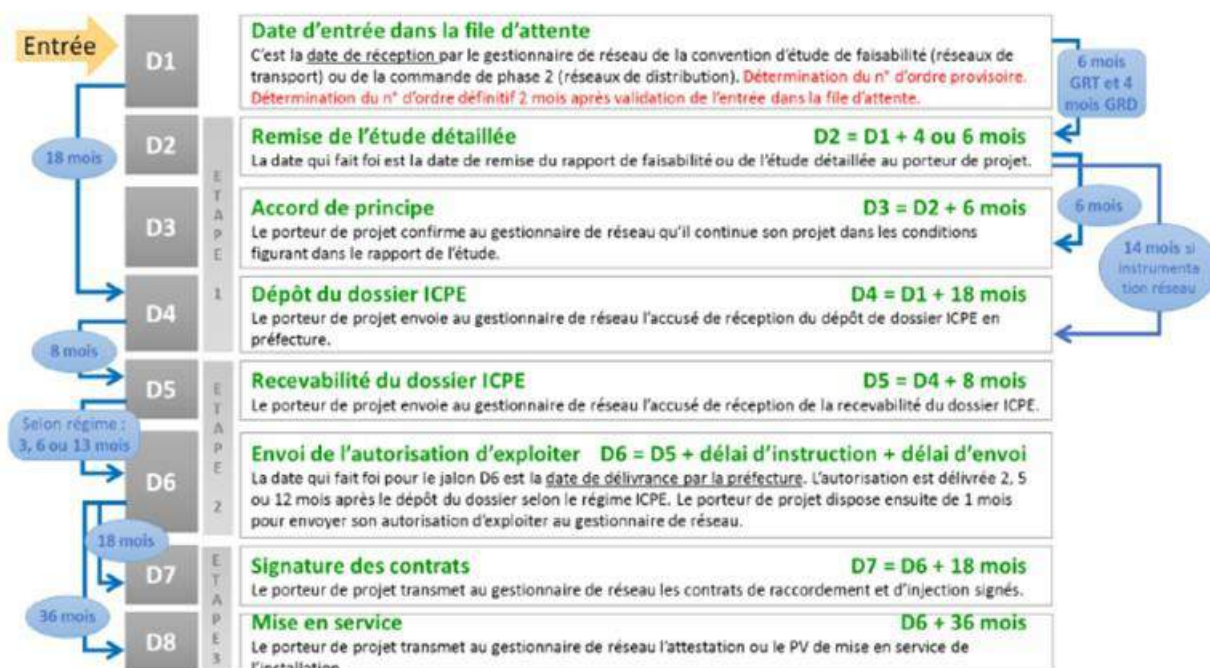 Entrée
D1
Date d'entrée dans la file d'attente
C'est la date de réception par le gestionnaire de réseau de la convention d'étude de faisabilité (réseaux de
transport) ou de la commande de phase 2 (réseaux de distribution). Détermination du n° d'ordre provisoire.
Détermination du n° d'ordre définitif 2 mois après validation de l'entrée dans la file d'attente.
6 mois
GRT et 4
mois GRD
18 mois
ETAPE 1
D2
Remise de l'étude détaillée D2 = D1 + 4 ou 6 mois
La date qui fait foi est la date de remise du rapport de faisabilité ou de l'étude détaillée au porteur de projet.
6 mois
D3
Accord de principe D3 = D2 + 6 mois
Le porteur de projet confirme au gestionnaire de réseau qu'il continue son projet dans les conditions
figurant dans le rapport de l'étude.
14 mois si
instrumenta
tion réseau
D4
Dépôt du dossier ICPE D4 = D1 + 18 mois
Le porteur de projet envoie au gestionnaire de réseau l'accusé de réception du dépôt de dossier ICPE en
préfecture.
8 mois
ETAPE 2
D5
Recevabilité du dossier ICPE D5 = D4 + 8 mois
Le porteur de projet envoie au gestionnaire de réseau l'accusé de réception de la recevabilité du dossier ICPE.
Selon régime :
3, 6 ou 13 mois
D6
Envoi de l'autorisation d'exploiter D6 = D5 + délai d'instruction + délai d'envoi
La date qui fait foi pour le jalon D6 est la date de délivrance par la préfecture. L'autorisation est délivrée 2, 5
ou 12 mois après le dépôt du dossier selon le régime ICPE. Le porteur de projet dispose ensuite de 1 mois
pour envoyer son autorisation d'exploiter au gestionnaire de réseau.
18 mois
ETAPE 3
D7
Signature des contrats D7 = D6 + 18 mois
Le porteur de projet transmet au gestionnaire de réseau les contrats de raccordement et d'injection signés.
36 mois
D8
Mise en service D6 + 36 mois
Le porteur de projet transmet au gestionnaire de réseau l'attestation ou le PV de mise en service de
l'installation